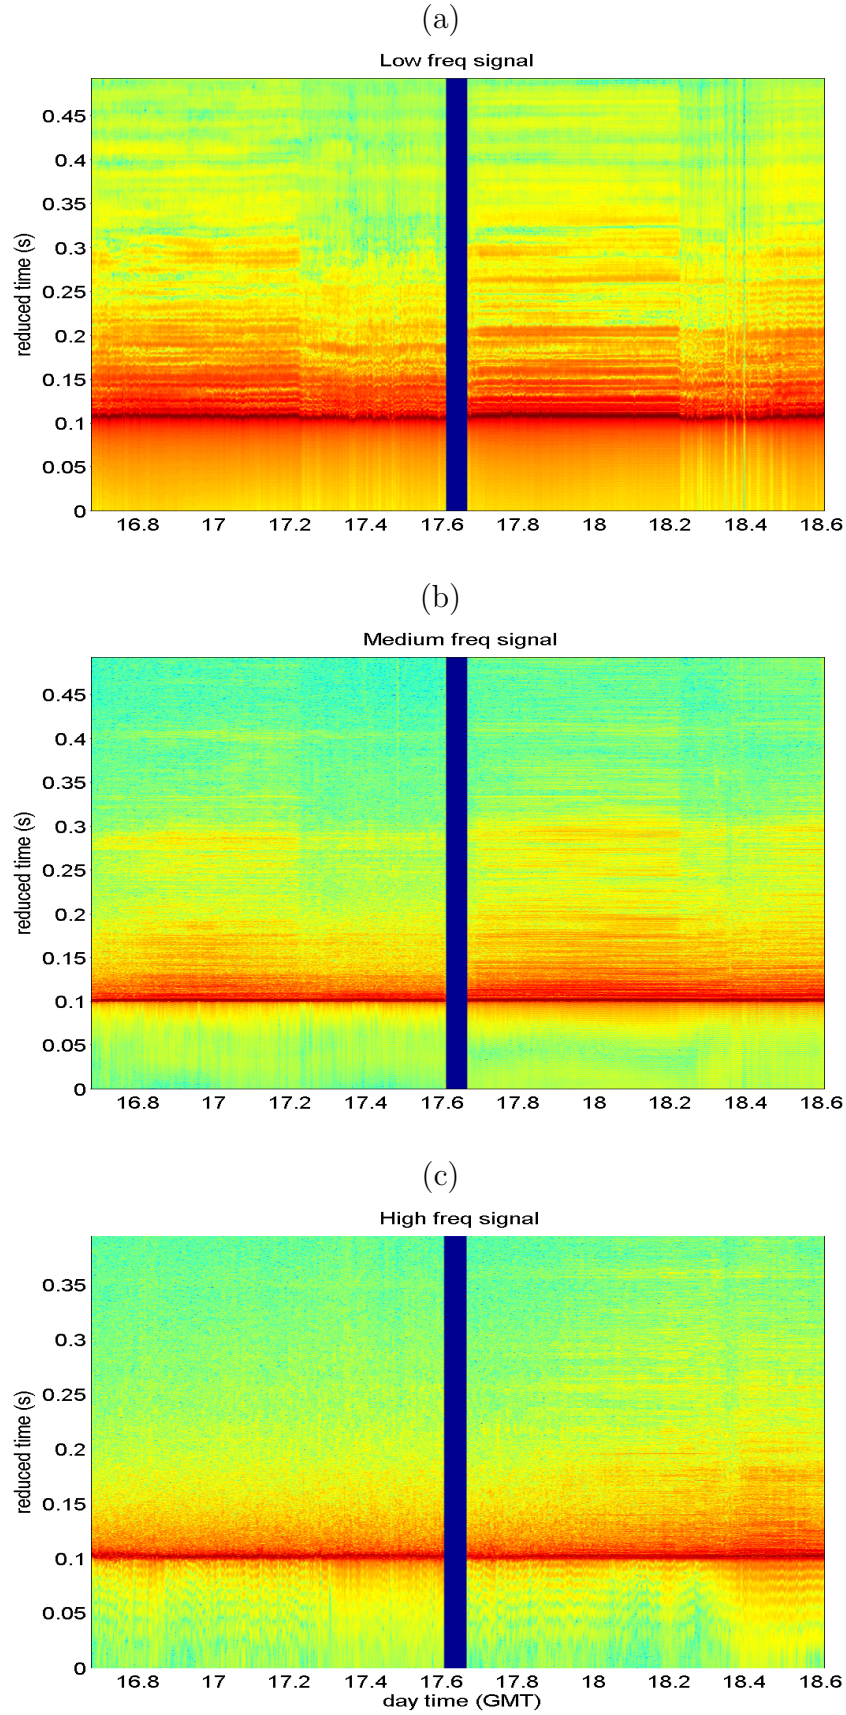 (a)
Low freq signal
reduced time (s)
0.45
0.4
0.35
0.3
0.25
0.2
0.15
0.1
0.05
0
16.8 17 17.2 17.4 17.6 17.8 18 18.2 18.4 18.6
(b)
Medium freq signal
reduced time (s)
0.45
0.4
0.35
0.3
0.25
0.2
0.15
0.1
0.05
0
16.8 17 17.2 17.4 17.6 17.8 18 18.2 18.4 18.6
(c)
High freq signal
reduced time (s)
0.35
0.3
0.25
0.2
0.15
0.1
0.05
0
16.8 17 17.2 17.4 17.6 17.8 18 18.2 18.4 18.6
day time (GMT)